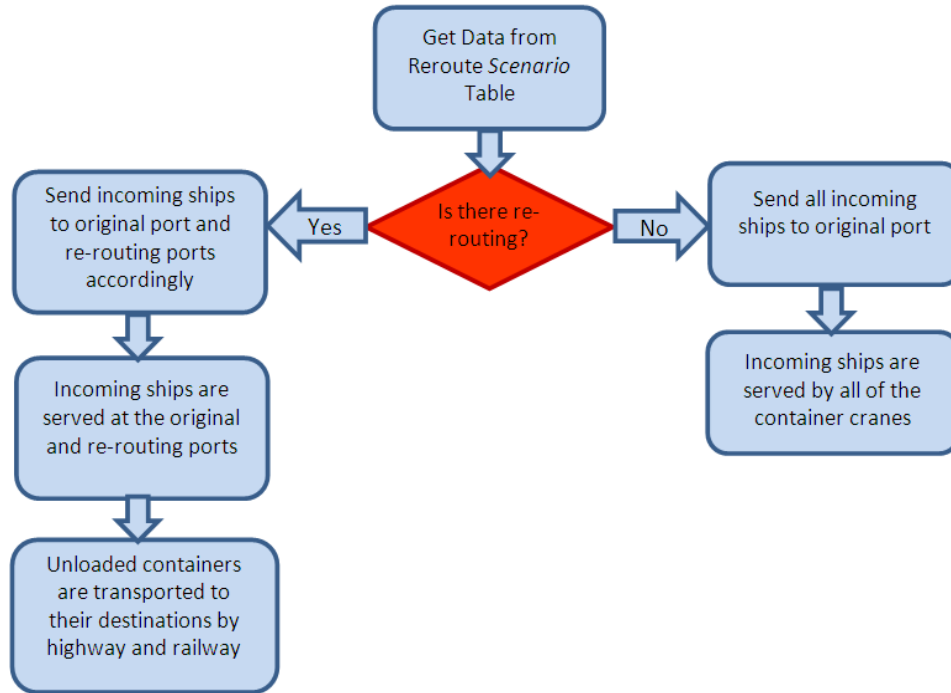 Get Data from
Reroute Scenario
Table
Is there re-
routing?
Yes
No
Send incoming ships
to original port and
re-routing ports
accordingly
Send all incoming
ships to original port
Incoming ships are
served at the original
and re-routing ports
Incoming ships are
served by all of the
container cranes
Unloaded containers
are transported to
their destinations by
highway and railway